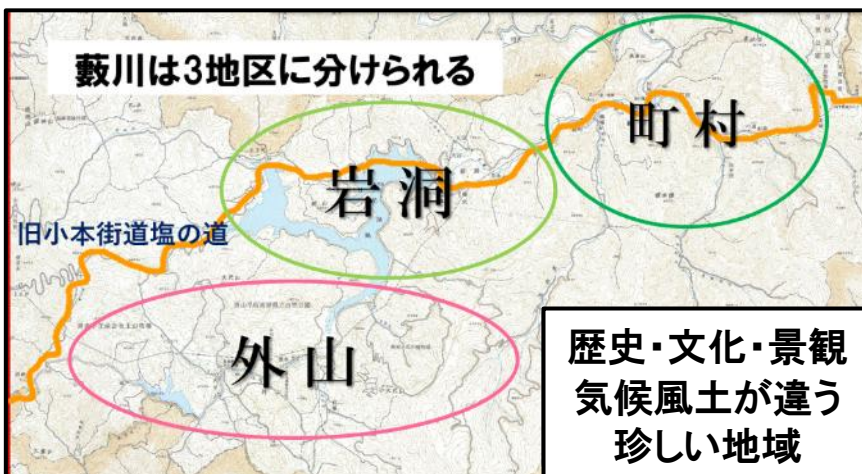 藪川は3地区に分けられる
町村
岩洞
旧小本街道塩の道
外山
歴史・文化・景観
気候風土が違う
珍しい地域